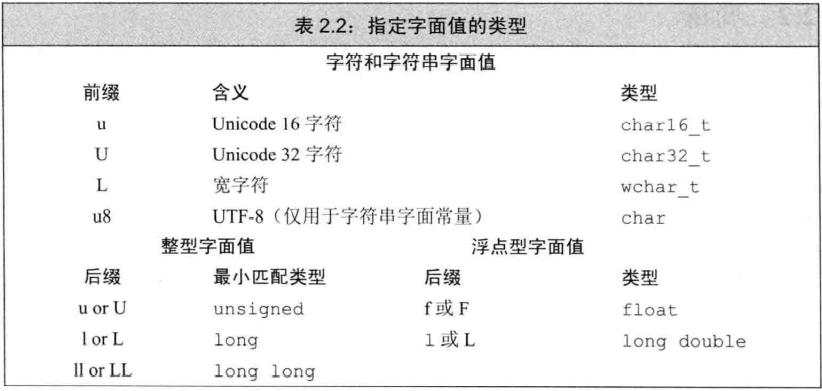 表 2.2：指定字面值的类型
字符和字符串字面值
前缀 含义 类型
u Unicode 16 字符 char16_t
U Unicode 32 字符 char32_t
L 宽字符 wchar_t
u8 UTF-8（仅用于字符串字面常量） char
整型字面值 浮点型字面值
后缀 最小匹配类型 后缀 类型
u or U unsigned f 或 F float
l or L long l 或 L long double
ll or LL long long